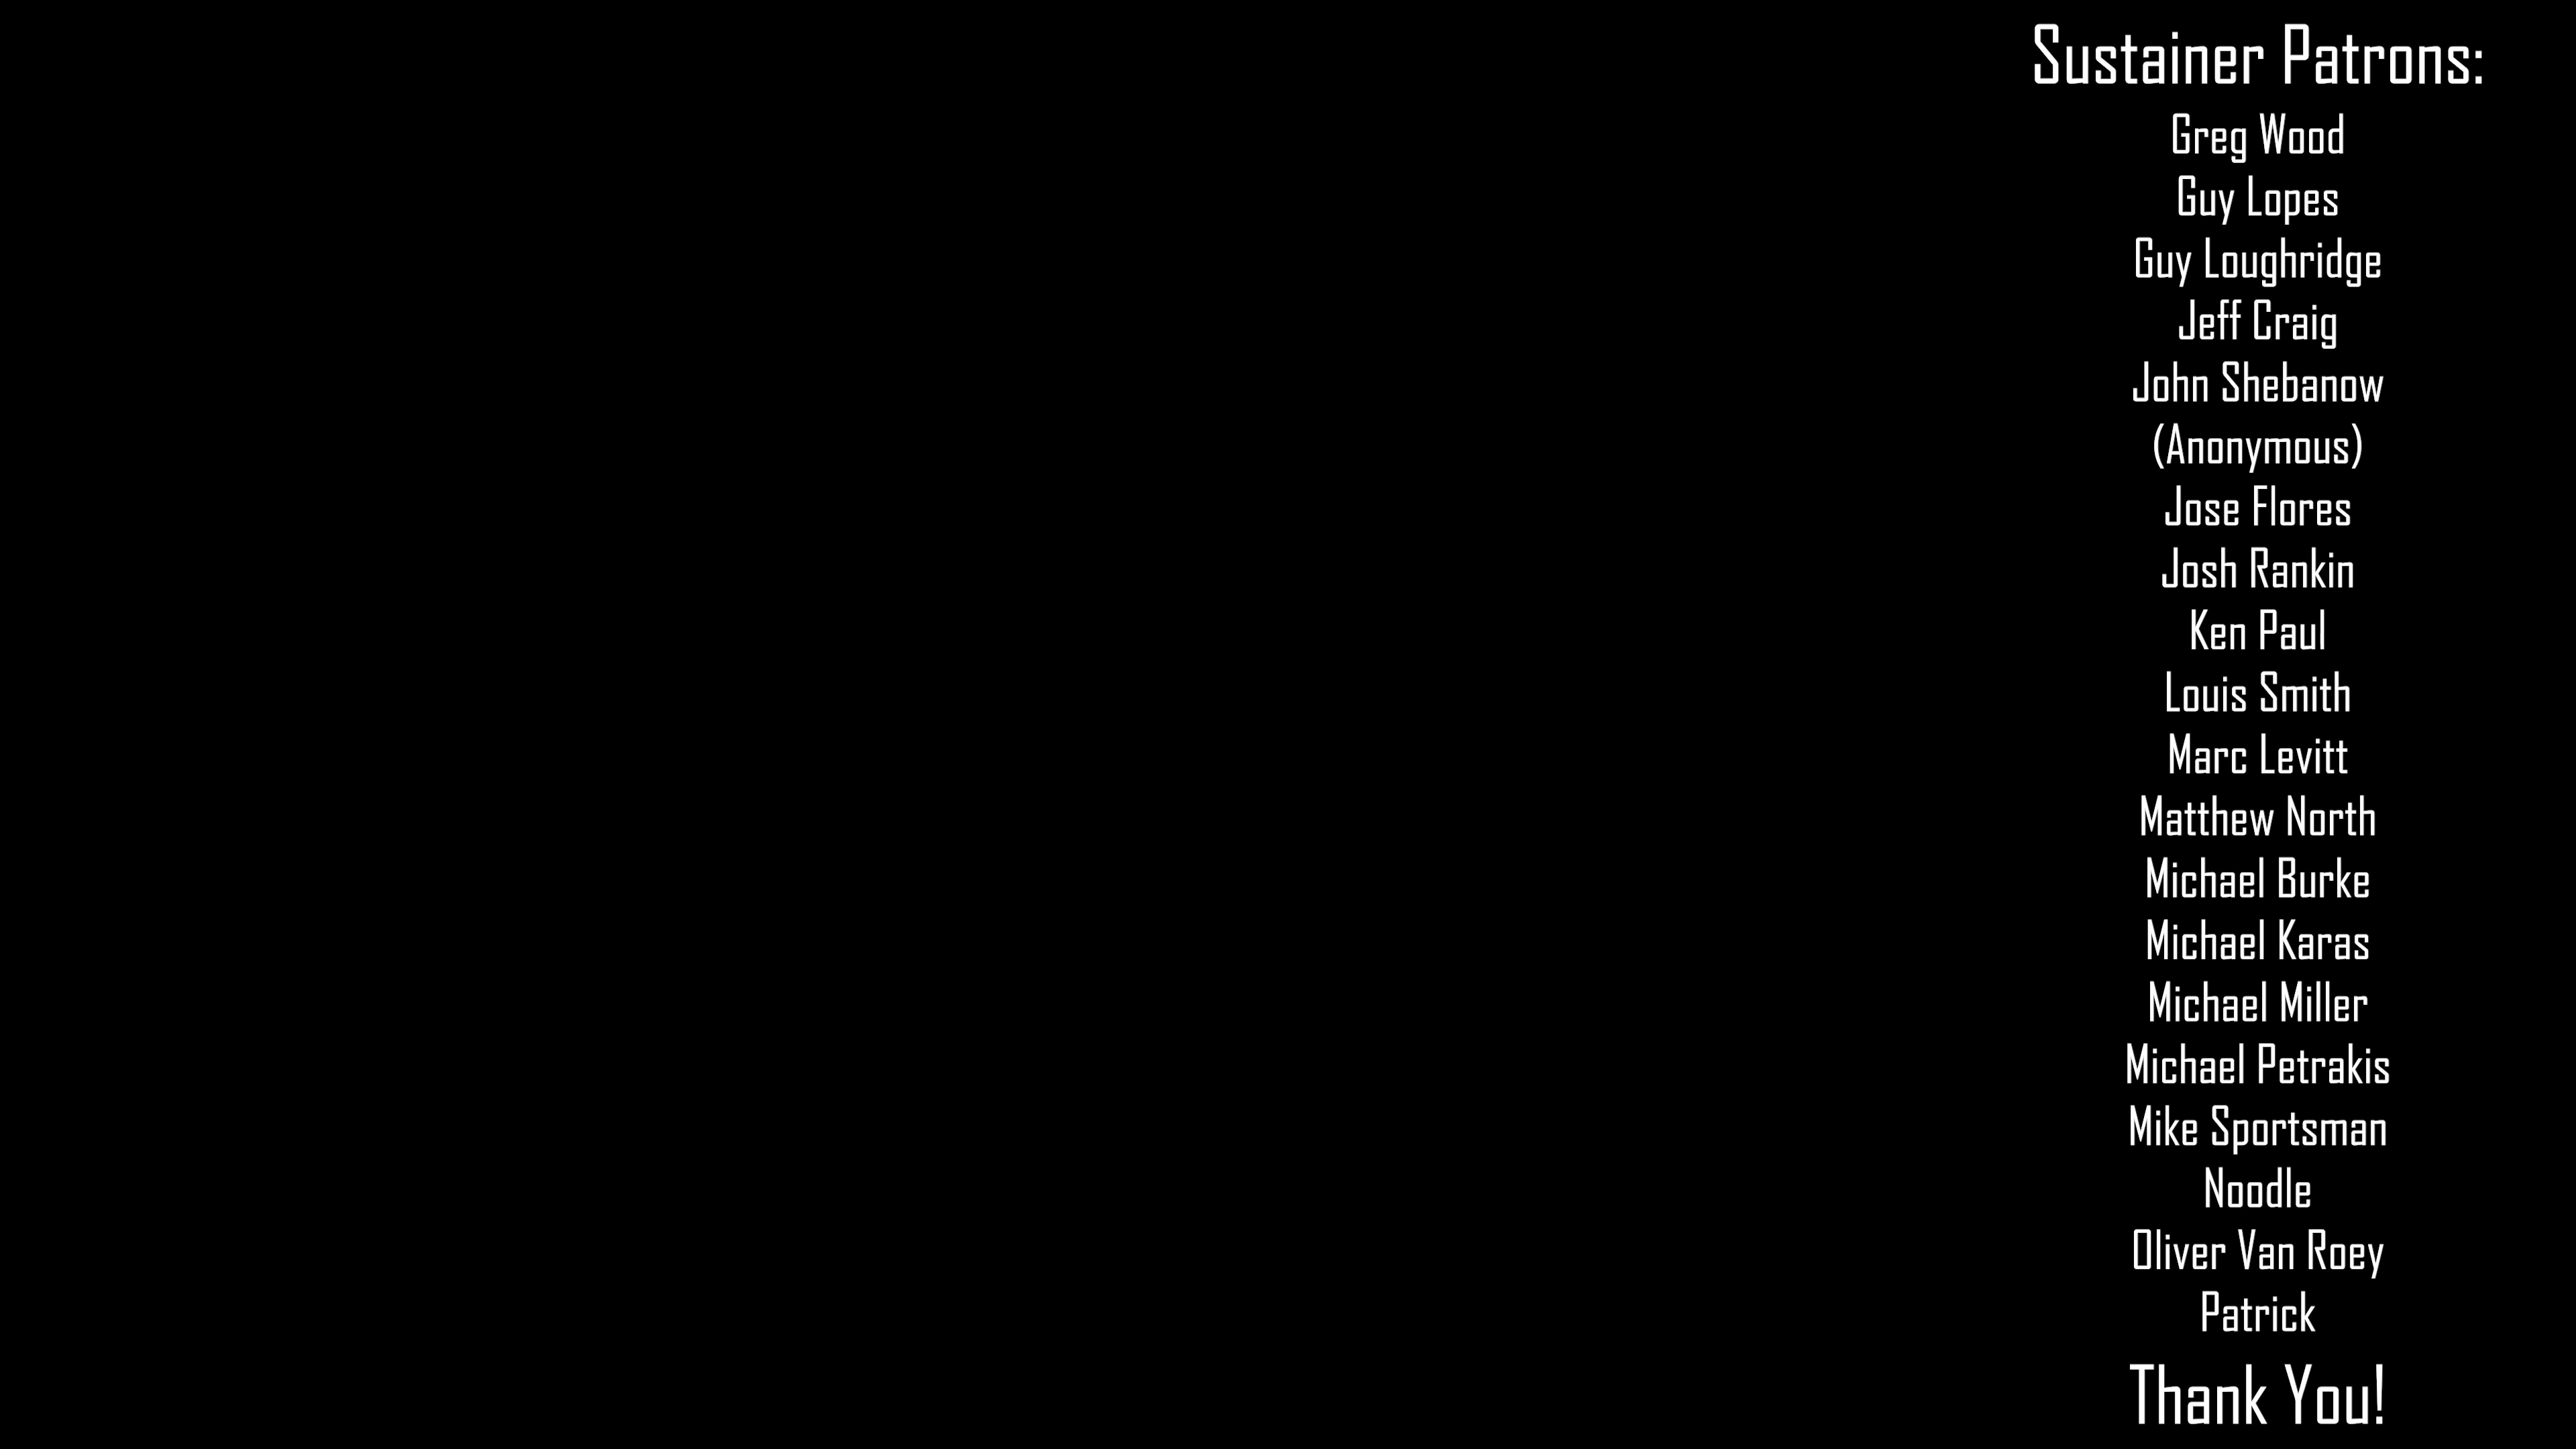 Sustainer Patrons:
Greg Wood
Guy Lopes
Guy Loughridge
Jeff Craig
John Shebanow
(Anonymous)
Jose Flores
Josh Rankin
Ken Paul
Louis Smith
Marc Levitt
Matthew North
Michael Burke
Michael Karas
Michael Miller
Michael Petrakis
Mike Sportsman
Noodle
Oliver Van Roey
Patrick
Thank You!